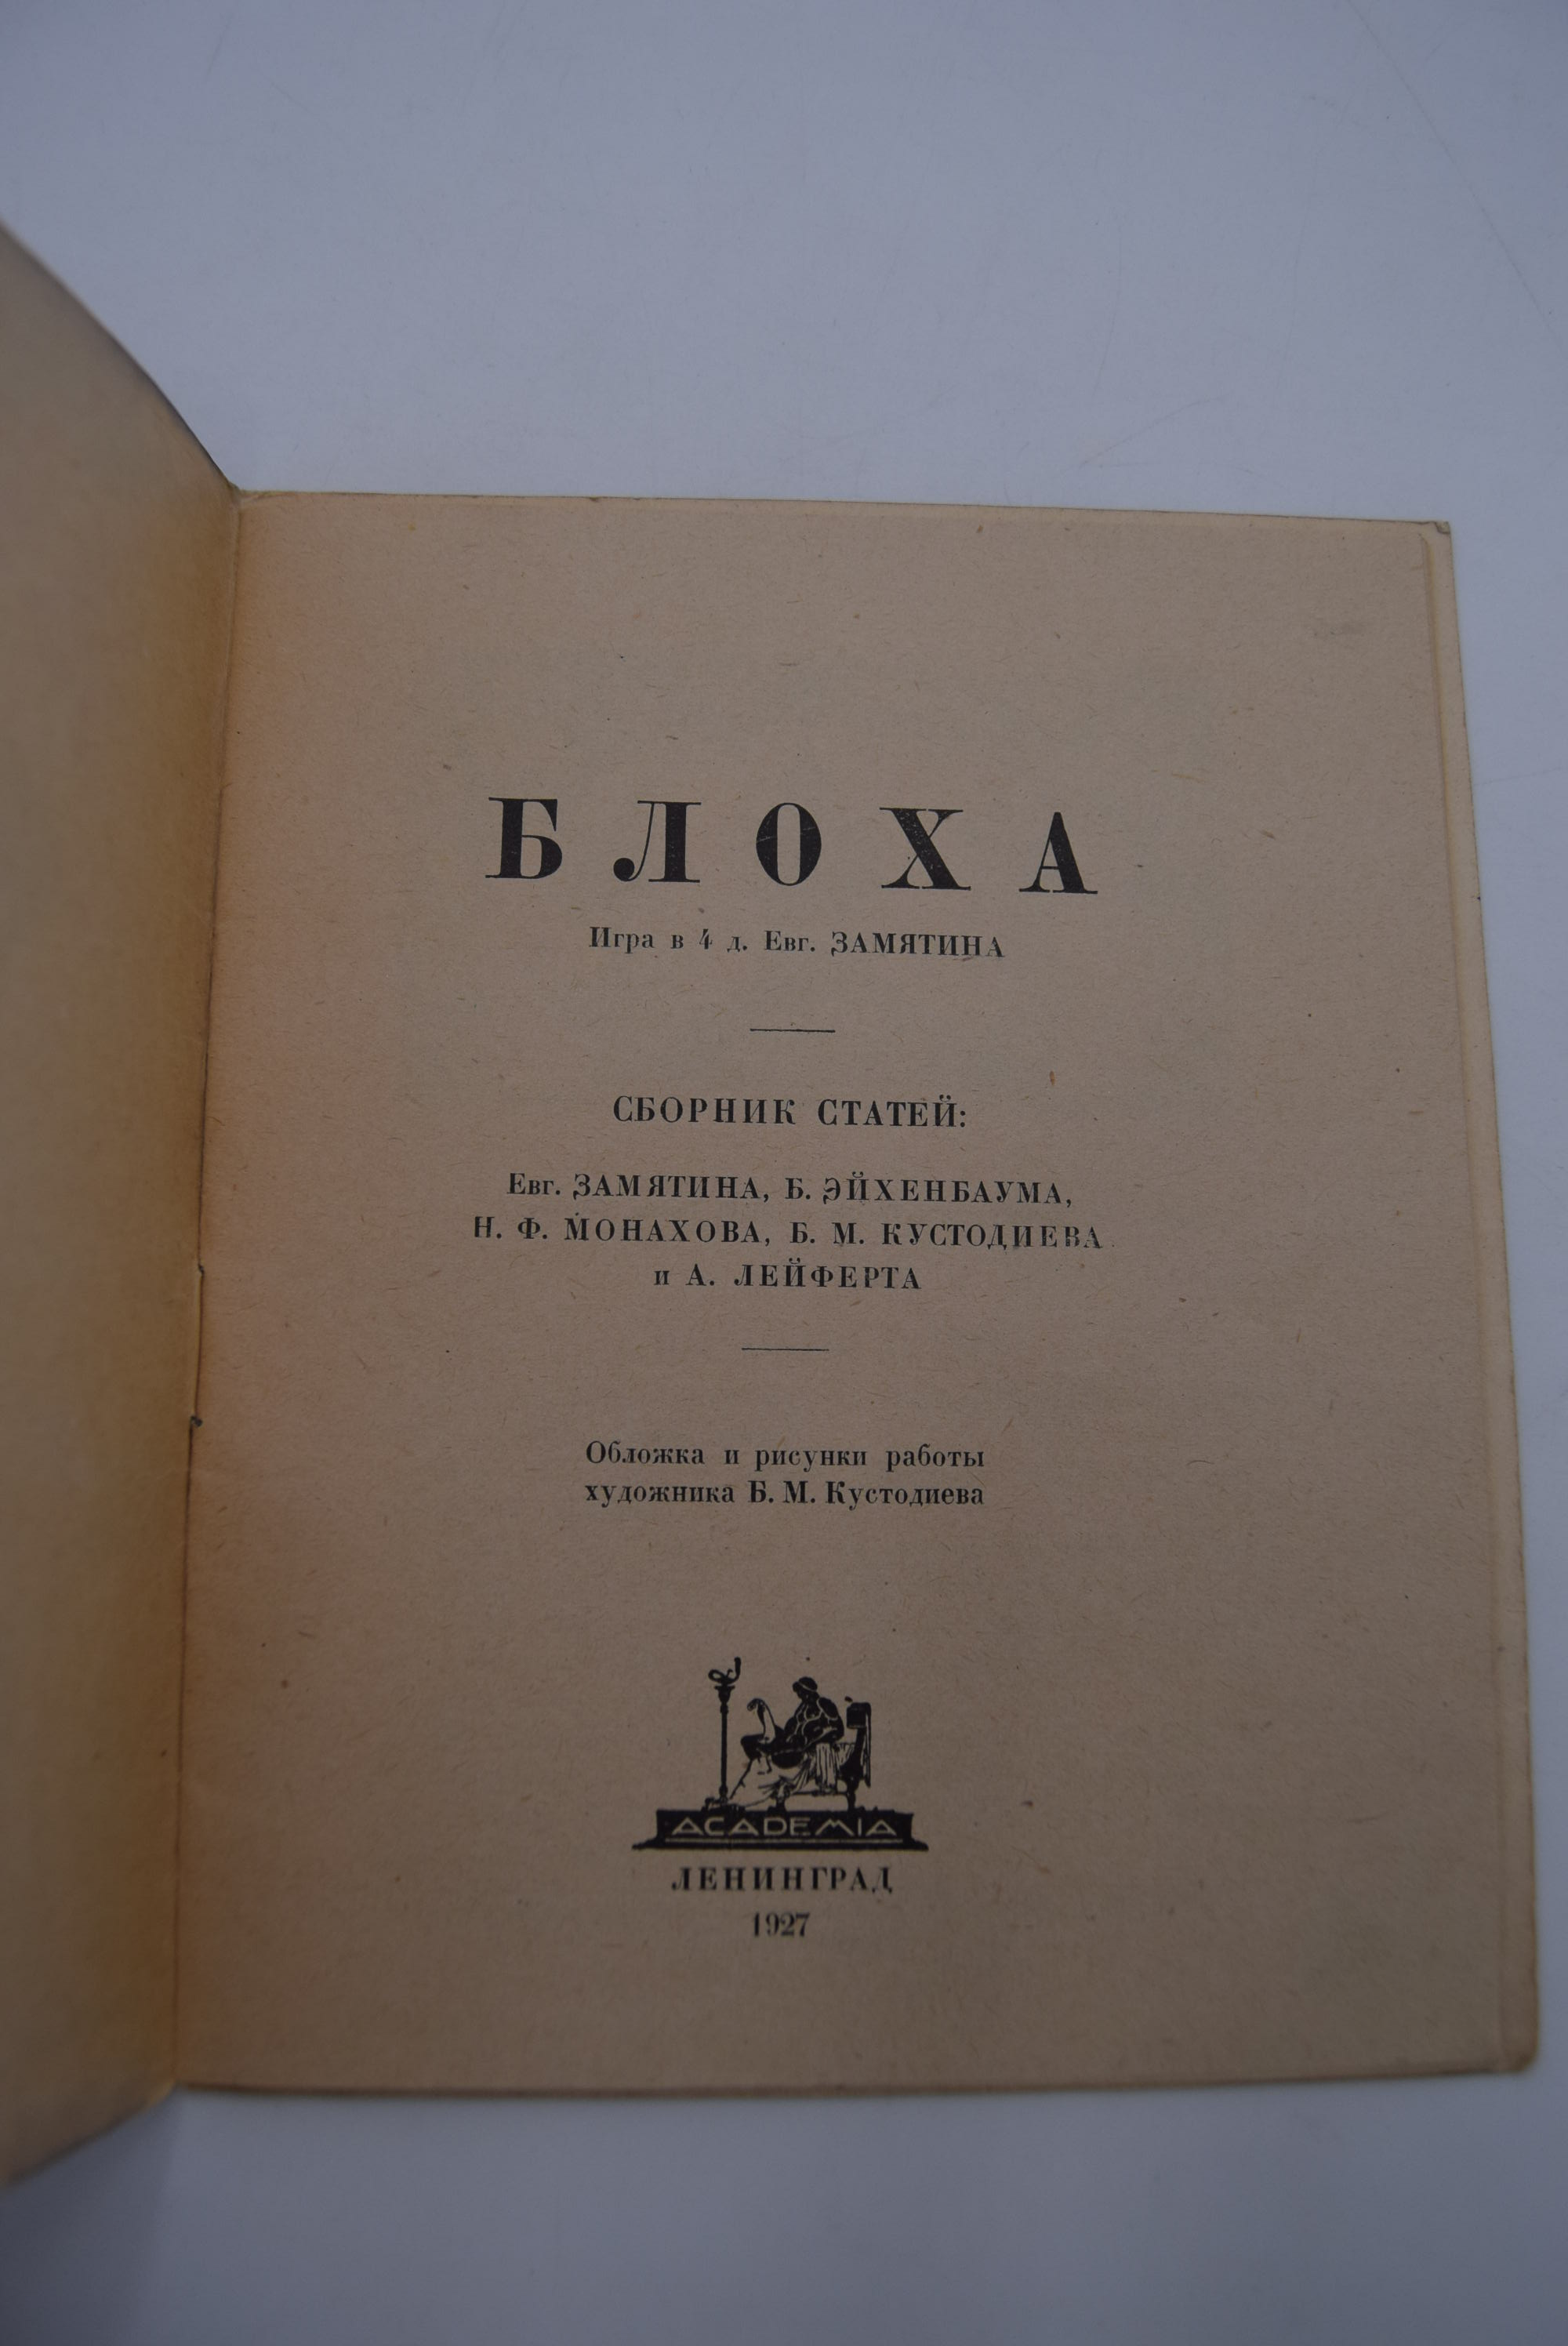 БЛОХА
Игра в 4 д. Евг. ЗАМЯТИНА
СБОРНИК СТАТЕЙ:
Евг. ЗАМЯТИНА, Б. ЭЙХЕНБАУМА,
Н. Ф. МОНАХОВА, Б. М. КУСТОДИЕВА
и А. ЛЕЙФЕРТА
Обложка и рисунки работы
художника Б. М. Кустодиева
ACADEMIA
ЛЕНИНГРАД
1927